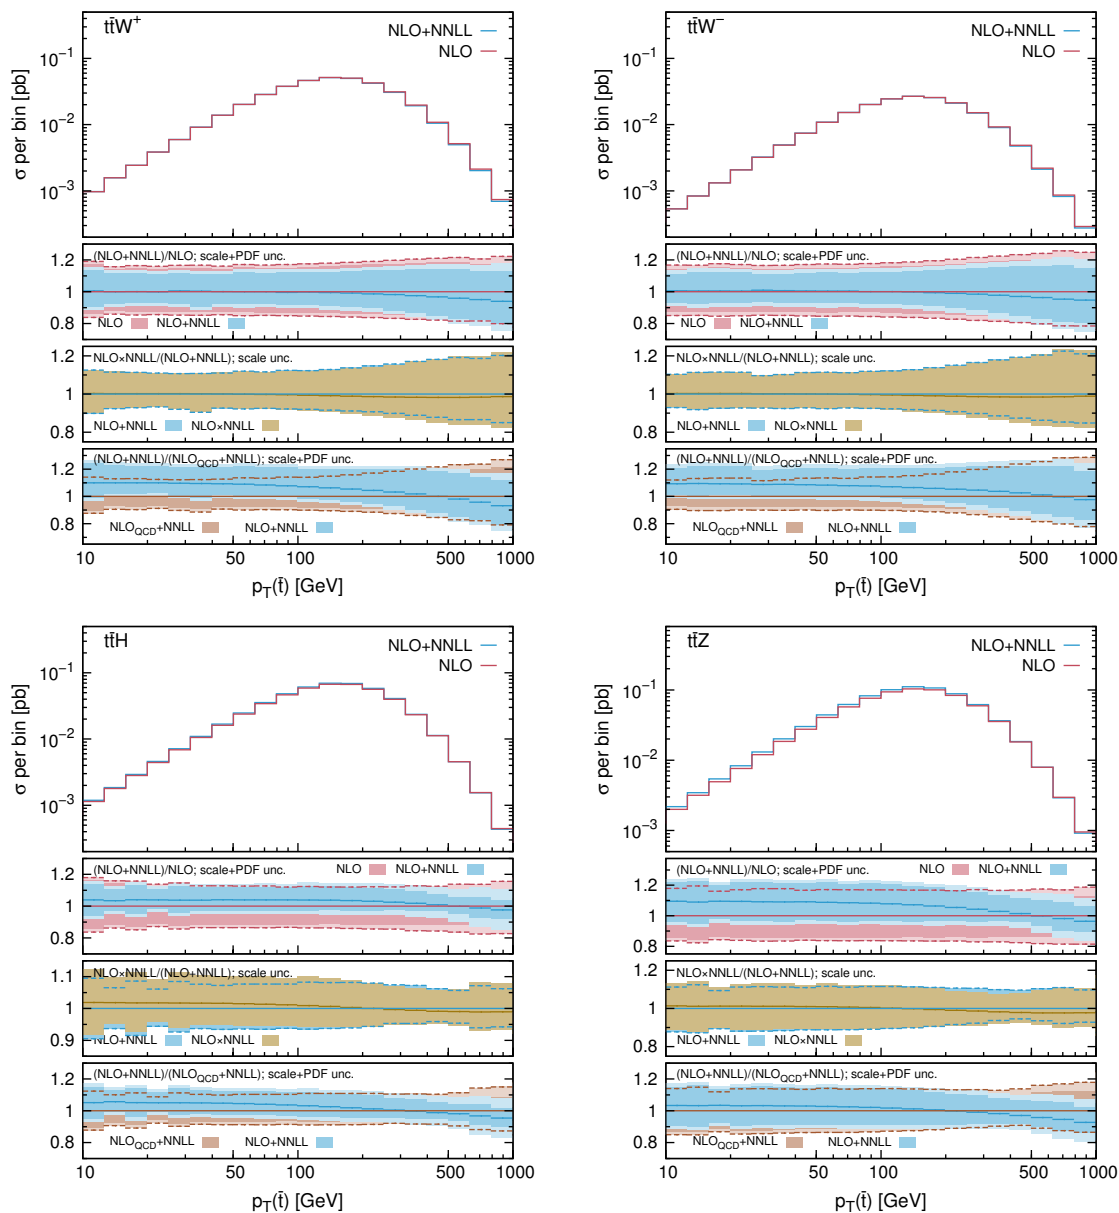 tt̄W⁺
NLO+NNLL
NLO
σ per bin [pb]
10⁻¹
10⁻²
10⁻³
(NLO+NNLL)/NLO; scale+PDF unc.
1.2
1
0.8
NLO NLO+NNLL
NLO×NNLL/(NLO+NNLL); scale unc.
1.2
1
0.8
NLO+NNLL NLO×NNLL
(NLO+NNLL)/(NLO_QCD+NNLL); scale+PDF unc.
1.2
1
0.8
NLO_QCD+NNLL NLO+NNLL
10 50 100 500 1000
p_T(t̄) [GeV]
tt̄W⁻
NLO+NNLL
NLO
σ per bin [pb]
10⁻¹
10⁻²
10⁻³
(NLO+NNLL)/NLO; scale+PDF unc.
1.2
1
0.8
NLO NLO+NNLL
NLO×NNLL/(NLO+NNLL); scale unc.
1.2
1
0.8
NLO+NNLL NLO×NNLL
(NLO+NNLL)/(NLO_QCD+NNLL); scale+PDF unc.
1.2
1
0.8
NLO_QCD+NNLL NLO+NNLL
10 50 100 500 1000
p_T(t̄) [GeV]
tt̄H
NLO+NNLL
NLO
σ per bin [pb]
10⁻¹
10⁻²
10⁻³
(NLO+NNLL)/NLO; scale+PDF unc. NLO NLO+NNLL
1.2
1
0.8
NLO×NNLL/(NLO+NNLL); scale unc.
1.1
1
0.9
NLO+NNLL NLO×NNLL
(NLO+NNLL)/(NLO_QCD+NNLL); scale+PDF unc.
1.2
1
0.8
NLO_QCD+NNLL NLO+NNLL
10 50 100 500 1000
p_T(t̄) [GeV]
tt̄Z
NLO+NNLL
NLO
σ per bin [pb]
10⁻¹
10⁻²
10⁻³
(NLO+NNLL)/NLO; scale+PDF unc. NLO NLO+NNLL
1.2
1
0.8
NLO×NNLL/(NLO+NNLL); scale unc.
1.2
1
0.8
NLO+NNLL NLO×NNLL
(NLO+NNLL)/(NLO_QCD+NNLL); scale+PDF unc.
1.2
1
0.8
NLO_QCD+NNLL NLO+NNLL
10 50 100 500 1000
p_T(t̄) [GeV]